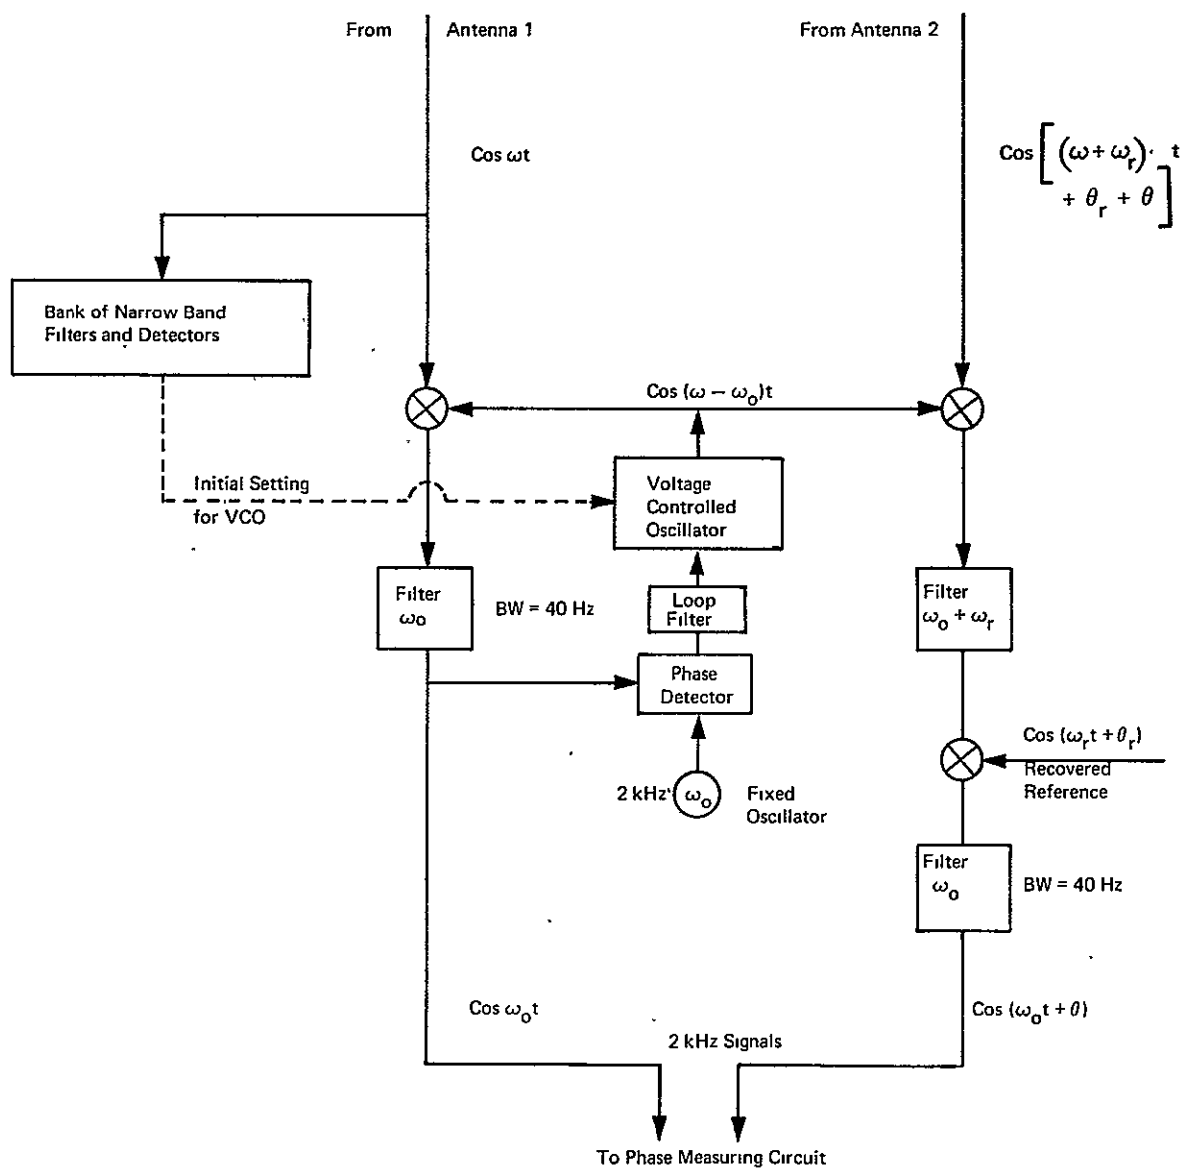 From Antenna 1
From Antenna 2
Cos ωt
Cos [ (ω + ω_r) · t
+ θ_r + θ ]
Bank of Narrow Band
Filters and Detectors
Cos (ω − ω_o)t
Initial Setting
for VCO
Voltage
Controlled
Oscillator
Filter
ω_o
BW = 40 Hz
Loop
Filter
Filter
ω_o + ω_r
Phase
Detector
Cos (ω_r t + θ_r)
Recovered
Reference
2 kHz
ω_o
Fixed
Oscillator
Filter
ω_o
BW = 40 Hz
Cos ω_o t
Cos (ω_o t + θ)
2 kHz Signals
To Phase Measuring Circuit